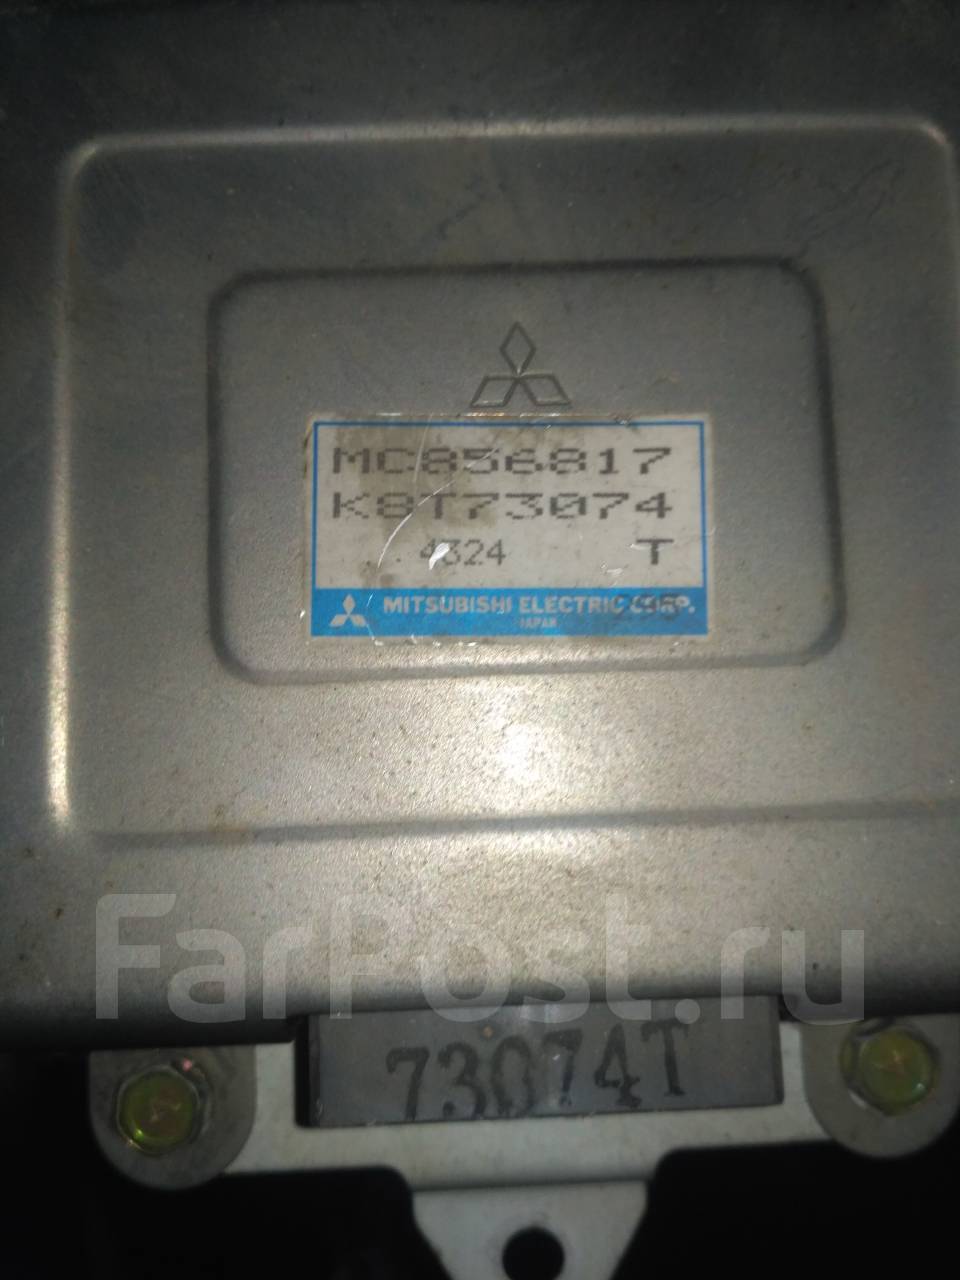 MC856817
K8T73074
4324 T
MITSUBISHI ELECTRIC CORP.
JAPAN
FarPost.ru
73074T